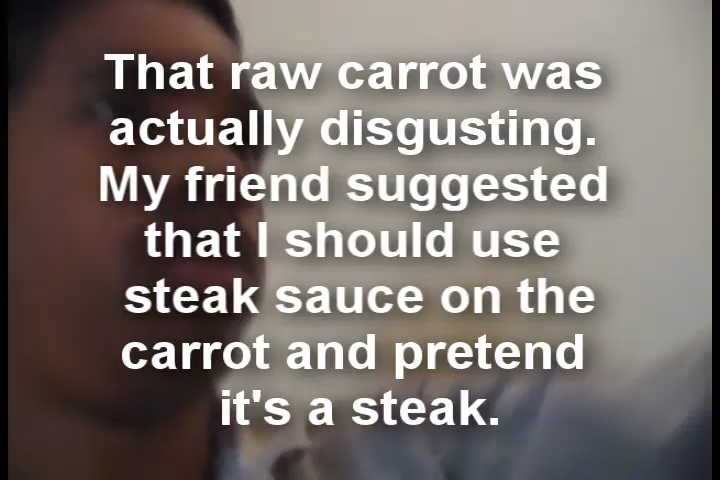 That raw carrot was
actually disgusting.
My friend suggested
that I should use
steak sauce on the
carrot and pretend
it's a steak.